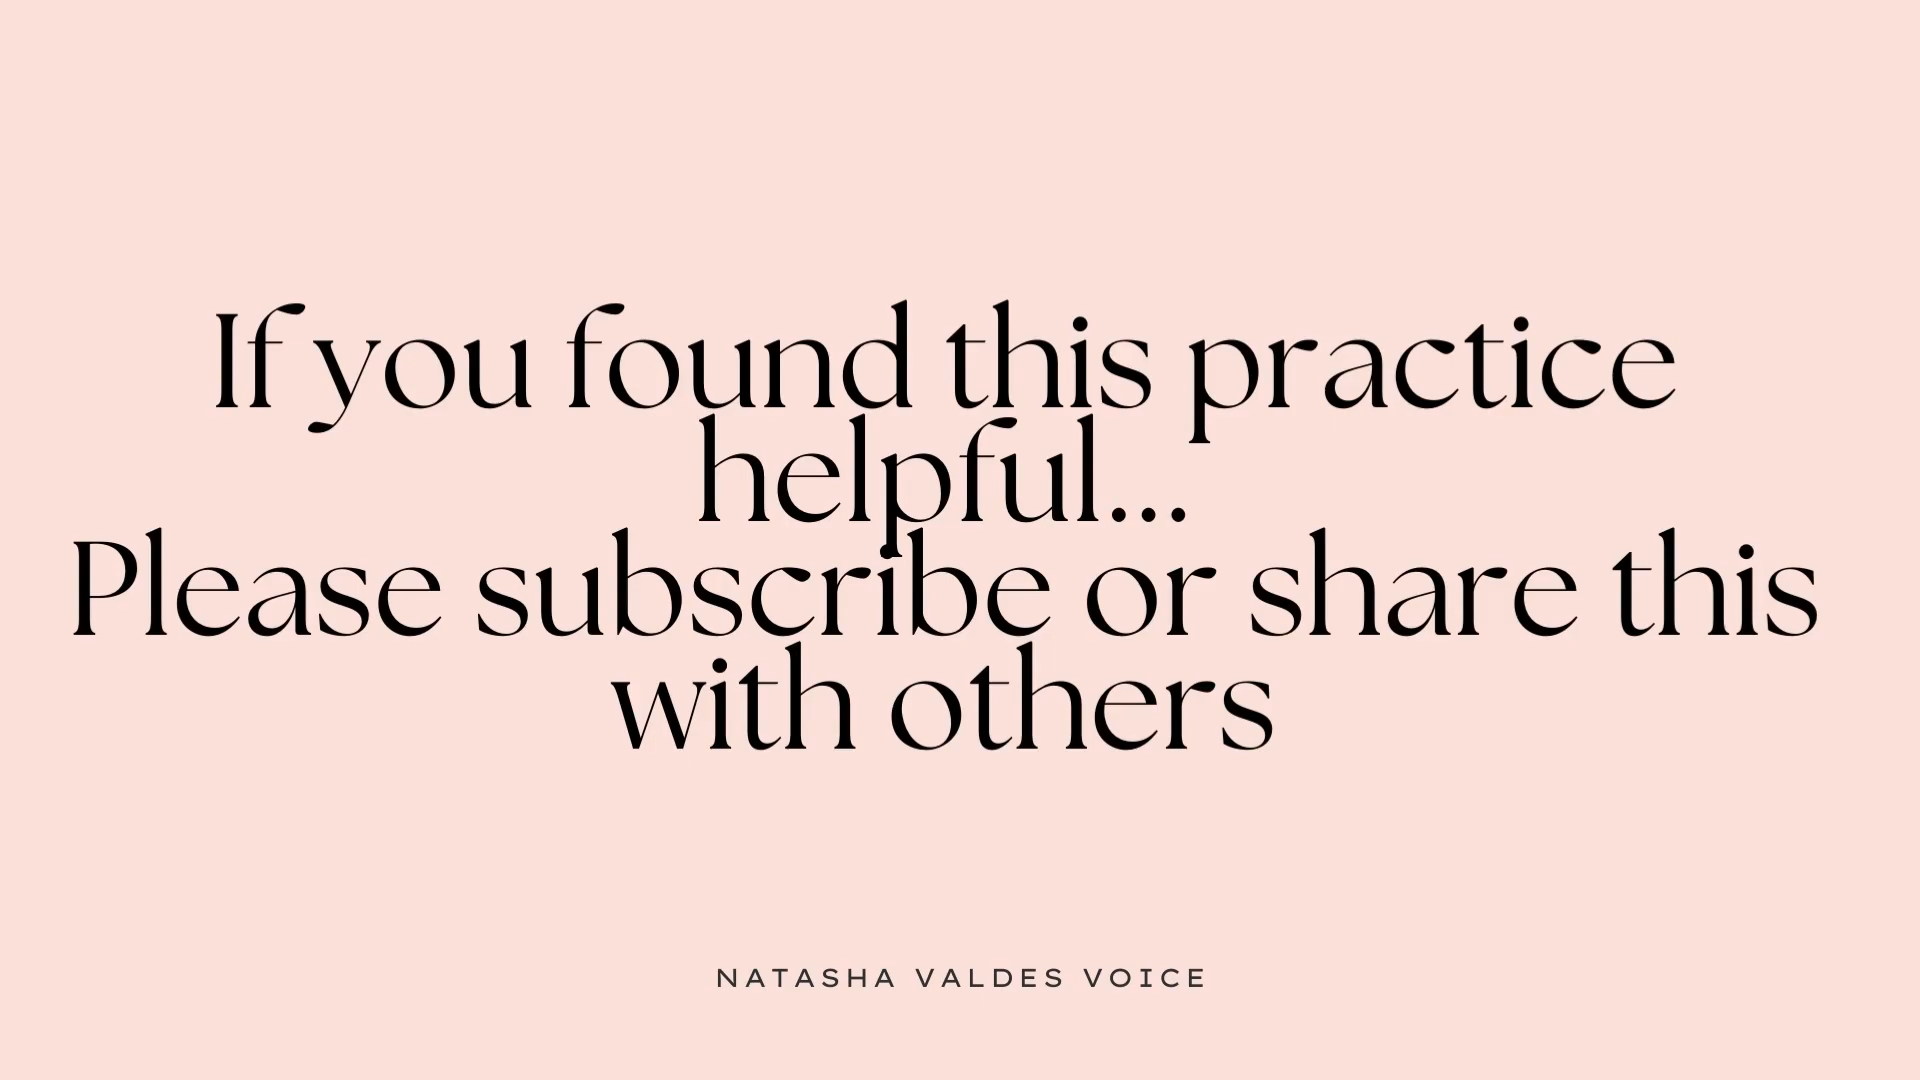 If you found this practice
helpful...
Please subscribe or share this
with others
NATASHA VALDES VOICE